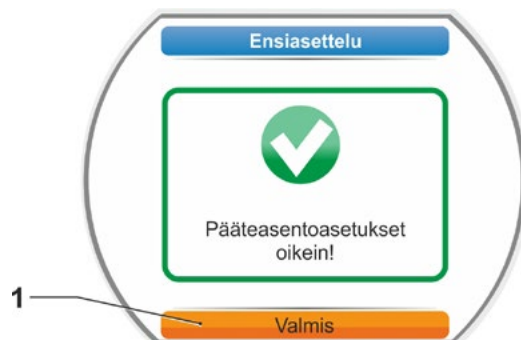 Ensiasettelu
Pääteasentoasetukset
oikein!
1
Valmis